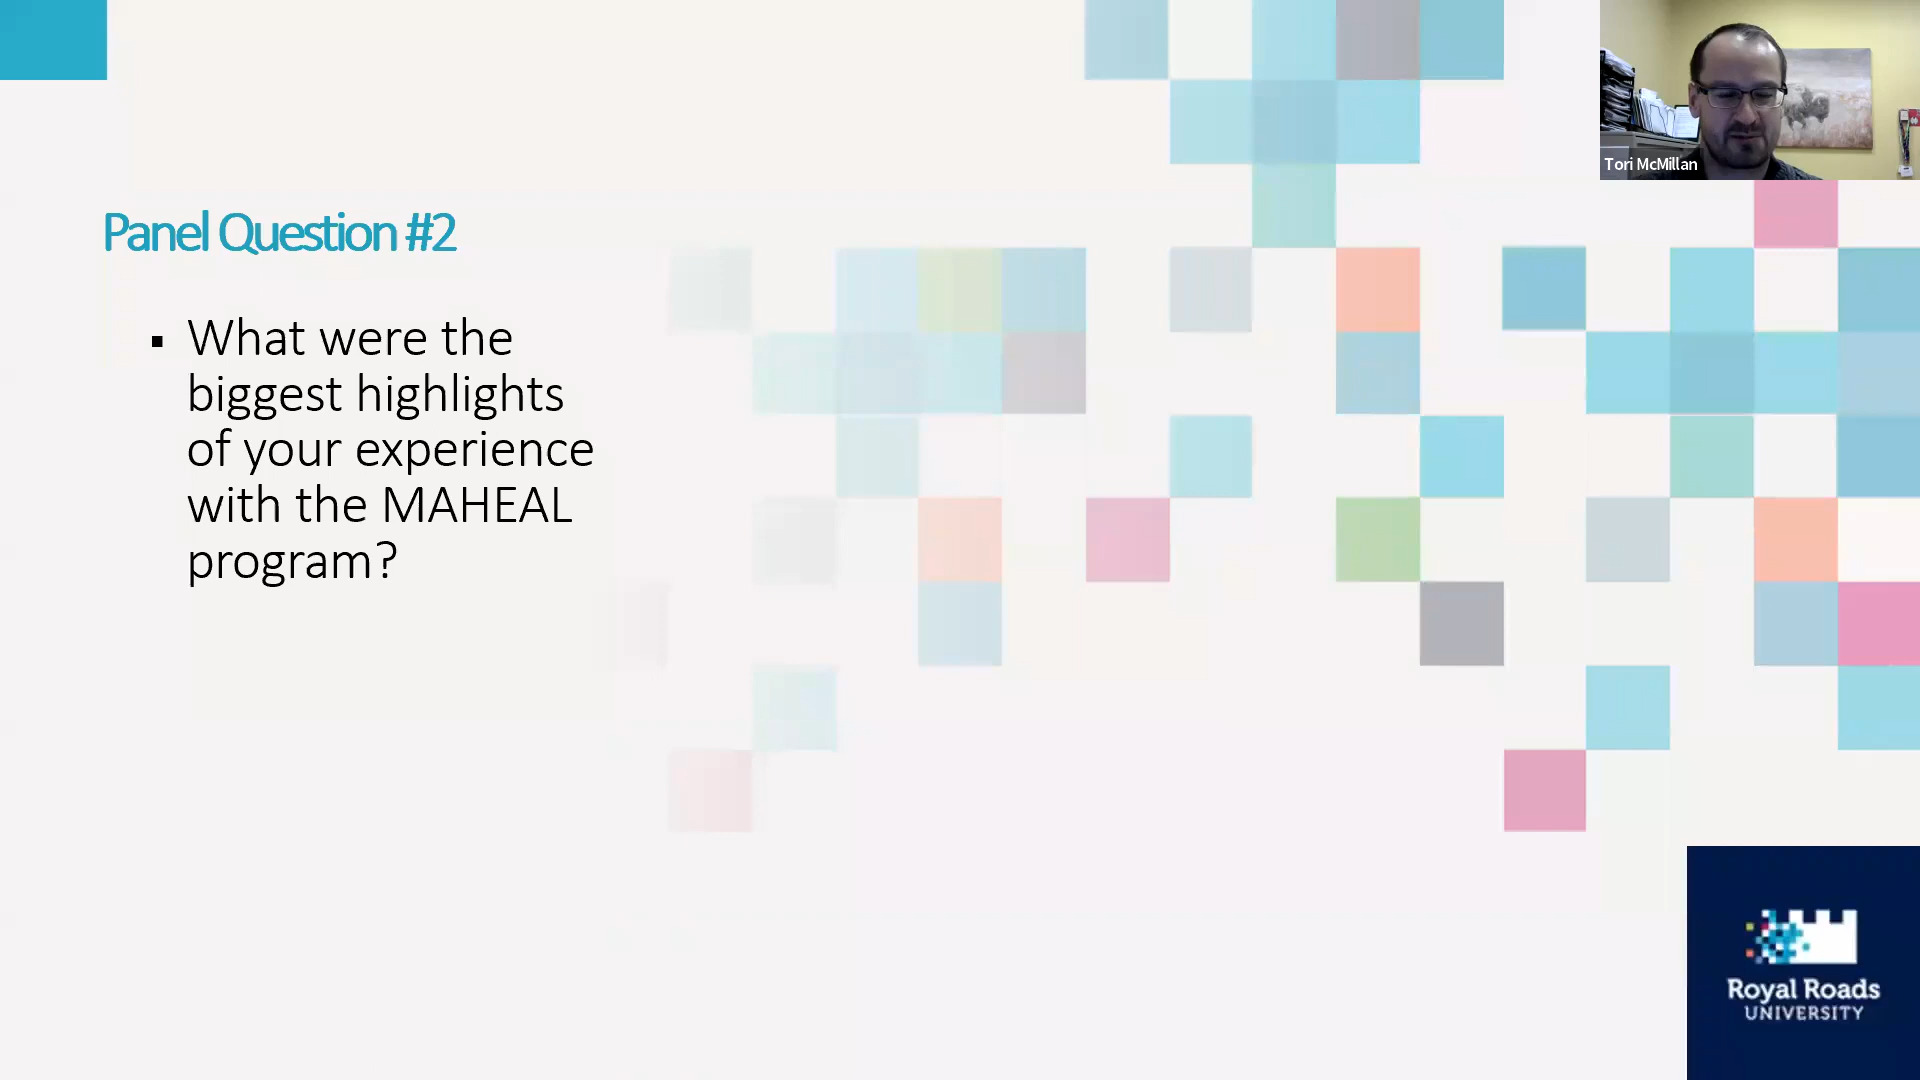 Tori McMillan
Panel Question #2
▪ What were the
biggest highlights
of your experience
with the MAHEAL
program?
Royal Roads
UNIVERSITY